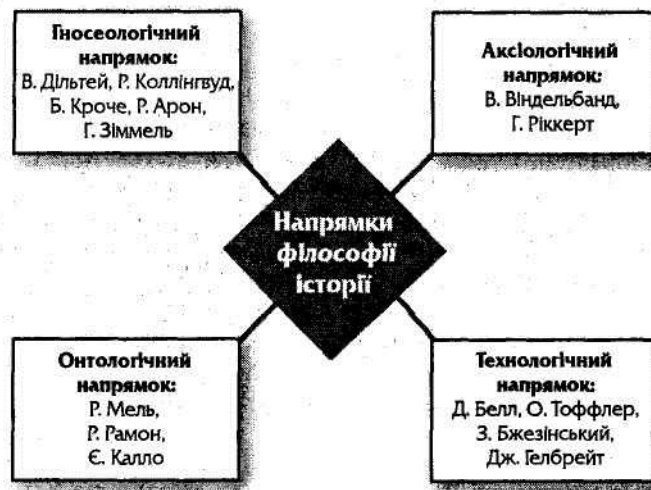 Гносеологічний
напрямок:
В. Дільтей, Р. Коллінгвуд,
Б. Кроче, Р. Арон,
Г. Зіммель
Аксіологічний
напрямок:
В. Віндельбанд,
Г. Ріккерт
Напрямки
філософії
історії
Онтологічний
напрямок:
Р. Мель,
Р. Рамон,
Є. Калло
Технологічний
напрямок:
Д. Белл, О. Тоффлер,
З. Бжезінський,
Дж. Гелбрейт